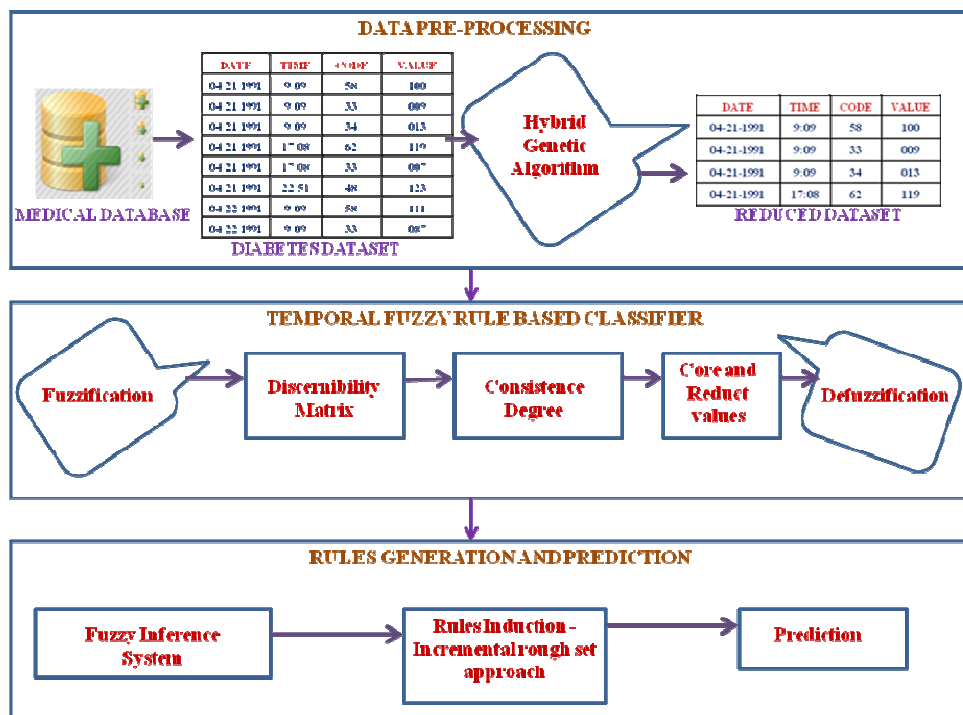 DATA PRE-PROCESSING
DATE TIME CODE VALUE
04-21-1991 9:09 58 100
04-21-1991 9:09 33 009
04-21-1991 9:09 34 013
04-21-1991 17:08 62 119
04-21-1991 17:08 33 007
04-21-1991 22:51 48 123
04-22-1991 9:09 58 111
04-22-1991 9:09 33
MEDICAL DATABASE
DIABETES DATASET
Hybrid
Genetic
Algorithm
DATE TIME CODE VALUE
04-21-1991 9:09 58 100
04-21-1991 9:09 33 009
04-21-1991 9:09 34 013
04-21-1991 17:08 62 119
REDUCED DATASET
TEMPORAL FUZZY RULE BASED CLASSIFIER
Fuzzification
Discernibility
Matrix
Consistence
Degree
Core and
Reduct
values
Defuzzification
RULES GENERATION AND PREDICTION
Fuzzy Inference
System
Rules Induction -
Incremental rough set
approach
Prediction